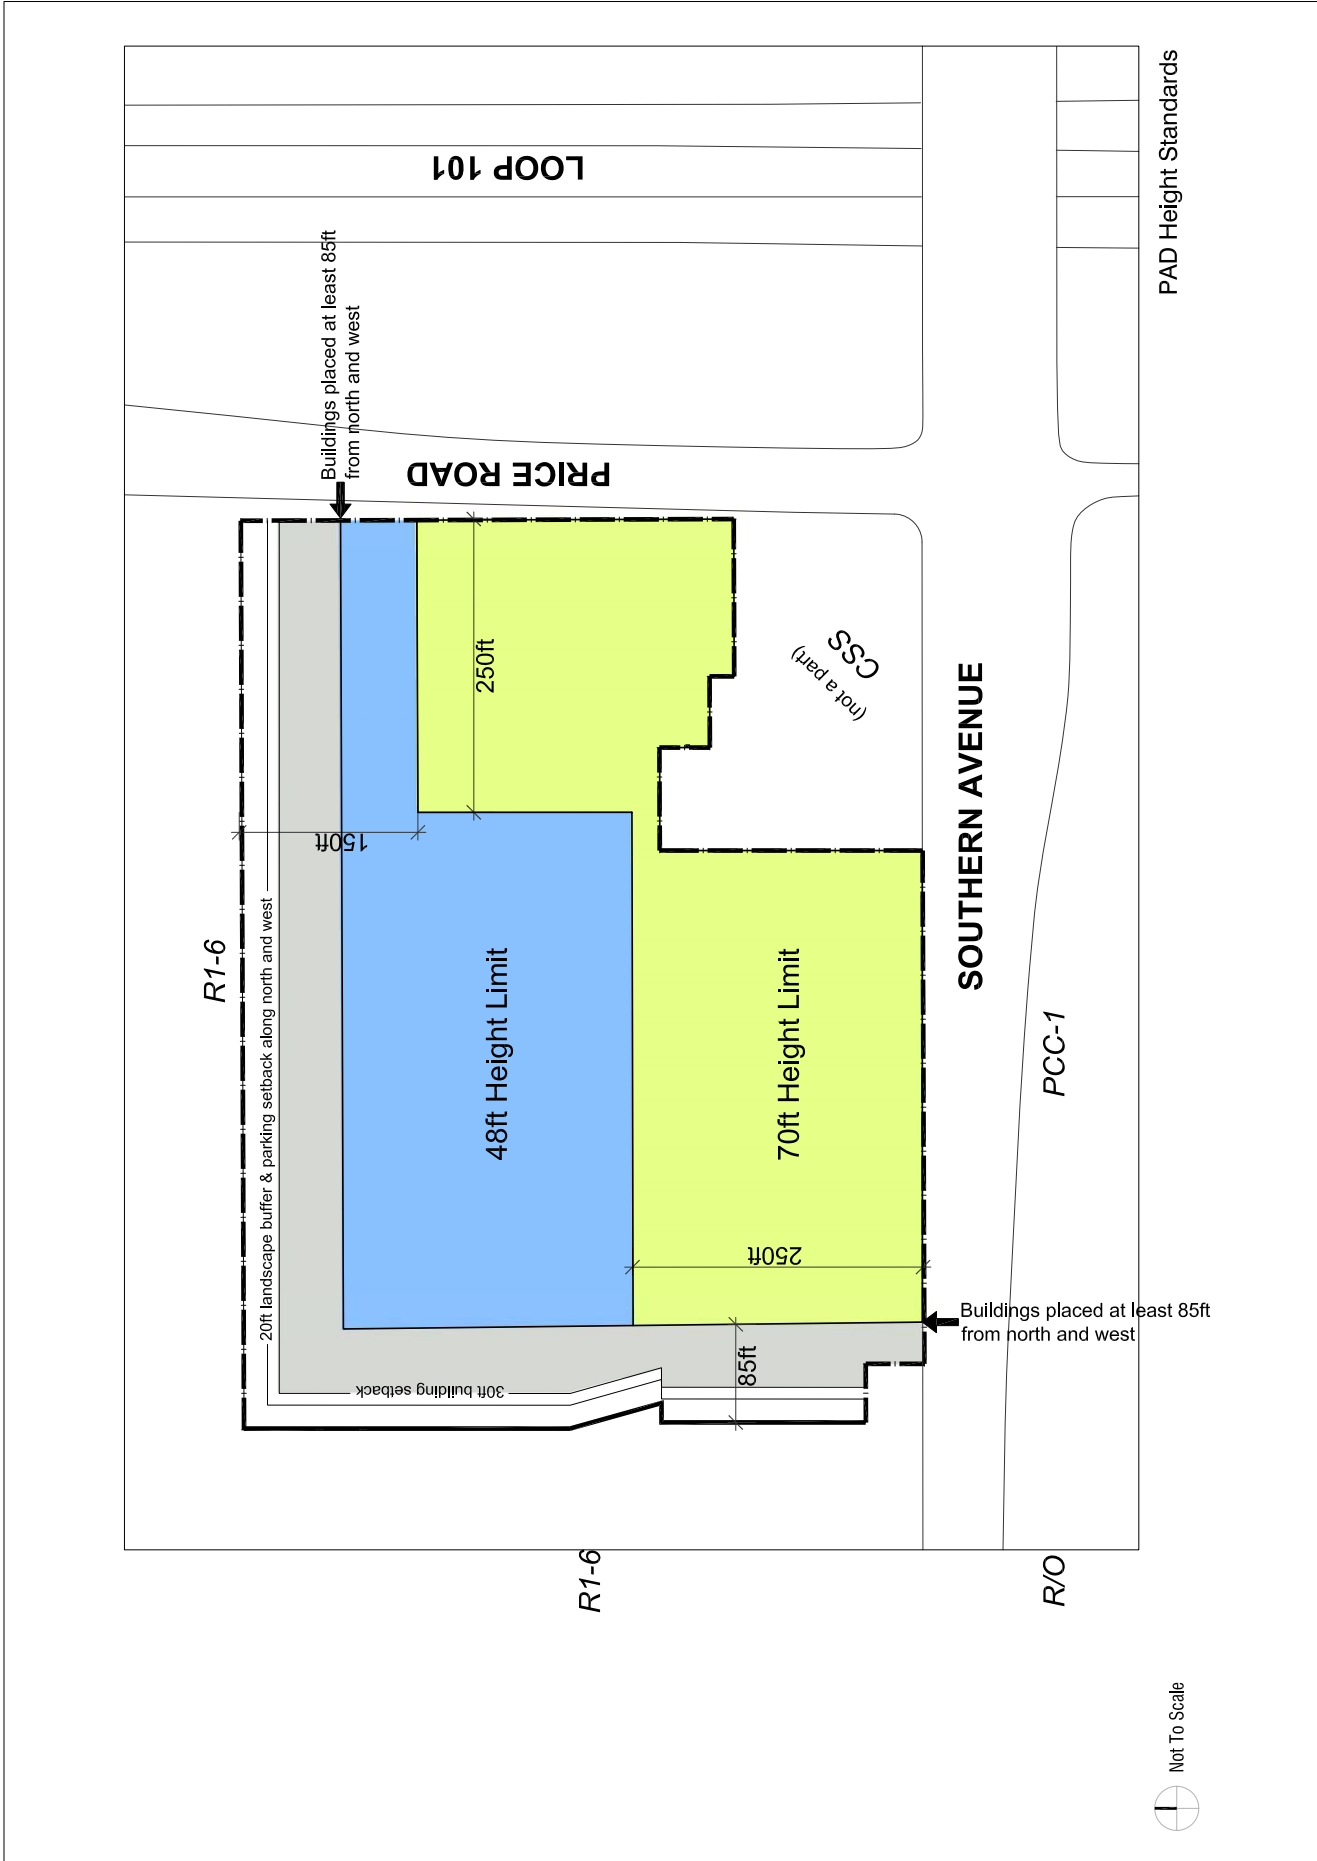 R1-6
20ft landscape buffer & parking setback along north and west
Buildings placed at least 85ft
from north and west
LOOP 101
PRICE ROAD
150ft
250ft
48ft Height Limit
30ft building setback
R1-6
CSS
(not a part)
70ft Height Limit
250ft
85ft
Buildings placed at least 85ft
from north and west
SOUTHERN AVENUE
PCC-1
R/O
PAD Height Standards
Not To Scale